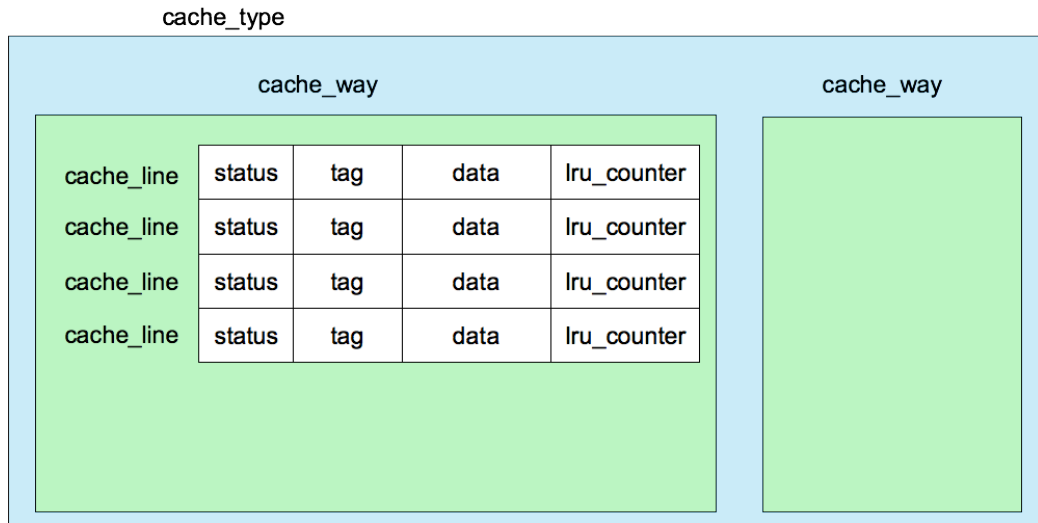 cache_type
cache_way cache_way
cache_line status tag data lru_counter
cache_line status tag data lru_counter
cache_line status tag data lru_counter
cache_line status tag data lru_counter